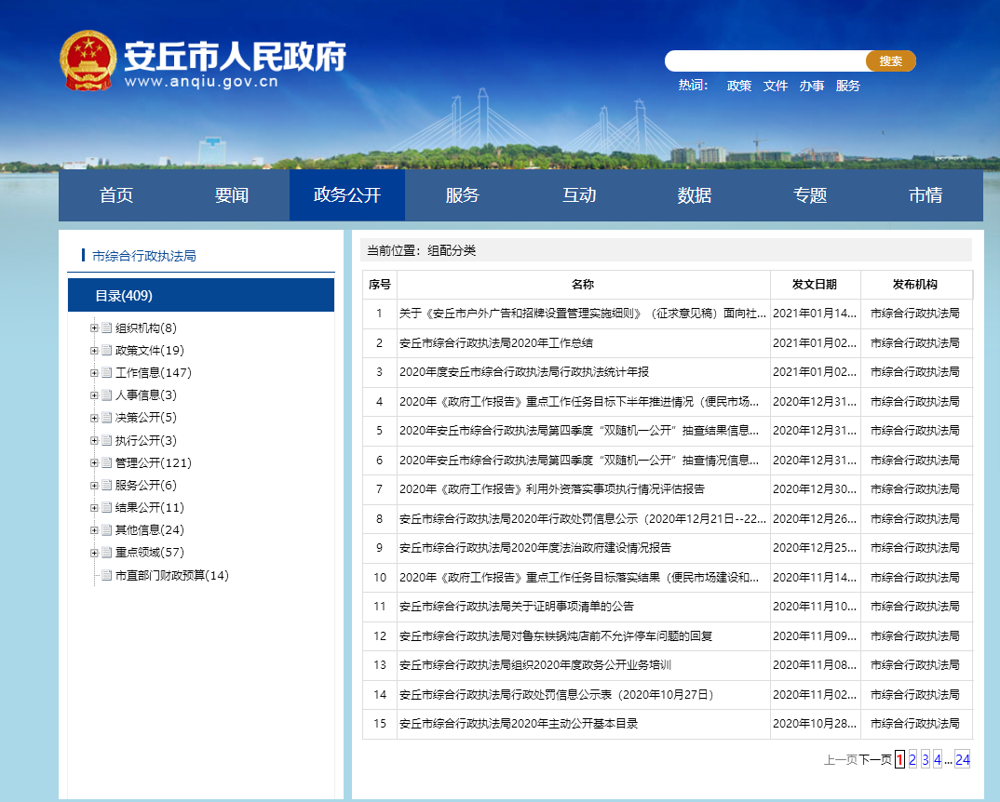 安丘市人民政府
www.anqiu.gov.cn
搜索
热词： 政策 文件 办事 服务
首页 要闻 政务公开 服务 互动 数据 专题 市情
市综合行政执法局
目录(409)
组织机构(8)
政策文件(19)
工作信息(147)
人事信息(3)
决策公开(5)
执行公开(3)
管理公开(121)
服务公开(6)
结果公开(11)
其他信息(24)
重点领域(57)
市直部门财政预算(14)
当前位置：组配分类
序号 名称 发文日期 发布机构
1 关于《安丘市户外广告和招牌设置管理实施细则》（征求意见稿）面向社... 2021年01月14... 市综合行政执法局
2 安丘市综合行政执法局2020年工作总结 2021年01月02... 市综合行政执法局
3 2020年度安丘市综合行政执法局行政执法统计年报 2021年01月02... 市综合行政执法局
4 2020年《政府工作报告》重点工作任务目标下半年推进情况（便民市场... 2020年12月31... 市综合行政执法局
5 2020年安丘市综合行政执法局第四季度“双随机一公开”抽查结果信息... 2020年12月31... 市综合行政执法局
6 2020年安丘市综合行政执法局第四季度“双随机一公开”抽查情况信息... 2020年12月31... 市综合行政执法局
7 2020年《政府工作报告》利用外资落实事项执行情况评估报告 2020年12月30... 市综合行政执法局
8 安丘市综合行政执法局2020年行政处罚信息公示（2020年12月21日--22... 2020年12月26... 市综合行政执法局
9 安丘市综合行政执法局2020年度法治政府建设情况报告 2020年12月25... 市综合行政执法局
10 2020年《政府工作报告》重点工作任务目标落实结果（便民市场建设和... 2020年11月14... 市综合行政执法局
11 安丘市综合行政执法局关于证明事项清单的公告 2020年11月10... 市综合行政执法局
12 安丘市综合行政执法局对鲁东铁锅炖店前不允许停车问题的回复 2020年11月09... 市综合行政执法局
13 安丘市综合行政执法局组织2020年度政务公开业务培训 2020年11月08... 市综合行政执法局
14 安丘市综合行政执法局行政处罚信息公示表（2020年10月27日） 2020年11月02... 市综合行政执法局
15 安丘市综合行政执法局2020年主动公开基本目录 2020年10月28... 市综合行政执法局
上一页下一页 1 2 3 4 ... 24